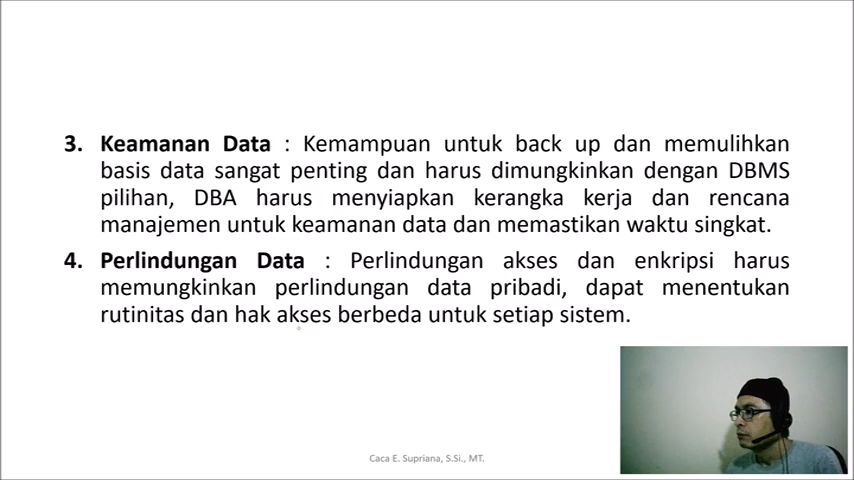 3. Keamanan Data : Kemampuan untuk back up dan memulihkan
basis data sangat penting dan harus dimungkinkan dengan DBMS
pilihan, DBA harus menyiapkan kerangka kerja dan rencana
manajemen untuk keamanan data dan memastikan waktu singkat.
4. Perlindungan Data : Perlindungan akses dan enkripsi harus
memungkinkan perlindungan data pribadi, dapat menentukan
rutinitas dan hak akses berbeda untuk setiap sistem.
Caca E. Supriana, S.Si., MT.